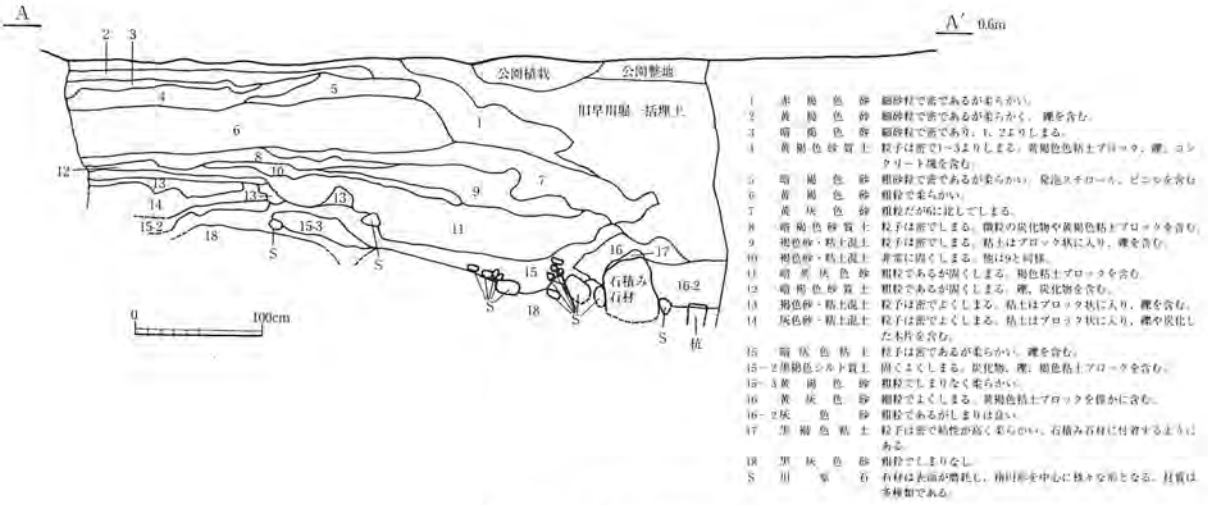 A
A′ 0.6m
2
3
公園植栽
公園整地
4
5
旧早川堀一括埋土
1
6
8
12
10
7
13
13
13
9
14
11
15-2
15-3
16
17
18
S
S
15
石積み
石材
16-2
S
18
S
S
杭
0
100cm
1 赤褐色砂 細砂粒で密であるが柔らかい。
2 黄褐色砂 細砂粒で密であるが柔らかく、礫を含む。
3 暗褐色砂 細砂粒で密であり、1、2よりしまる。
4 黄褐色砂質土 粒子は密で1~3よりしまる。黄褐色色粘土ブロック、礫、コン
クリート塊を含む。
5 暗褐色砂 粗砂粒で密であるが柔らかい。発泡スチロール、ビニルを含む
6 黄褐色砂 粗粒で柔らかい。
7 黄灰色砂 粗粒だが6に比してしまる。
8 暗褐色砂質土 粒子は密でしまる。微粒の炭化物や黄褐色粘土ブロックを含む。
9 褐色砂・粘土混土 粒子は密でしまる。粘土はブロック状に入り、礫を含む。
10 褐色砂・粘土混土 非常に固くしまる。他は9と同様。
11 暗黄灰色砂 粗粒であるが固くしまる。褐色粘土ブロックを含む。
12 暗褐色砂質土 粗粒であるが固くしまる。礫、炭化物を含む。
13 褐色砂・粘土混土 粒子は密でよくしまる。粘土はブロック状に入り、礫を含む。
14 灰色砂・粘土混土 粒子は密でよくしまる。粘土はブロック状に入り、礫や炭化し
た木片を含む。
15 暗灰色粘土 粒子は密であるが柔らかい。礫を含む。
15-2 黒褐色シルト質土 固くよくしまる。炭化物、礫、褐色粘土ブロックを含む。
15-3 黄褐色砂 粗粒でしまりなく柔らかい。
16 黄灰色砂 細粒でよくしまる。黄褐色粘土ブロックを僅かに含む。
16-2 灰色砂 粗粒であるがしまりは良い。
17 黒褐色粘土 粒子は密で粘性が高く柔らかい。石積み石材に付着するように
ある。
18 黒灰色砂 粗粒でしまりなし。
S 川原石 石材は表面が磨耗し、楕円形を中心に様々な形となる。材質は
多種類である。